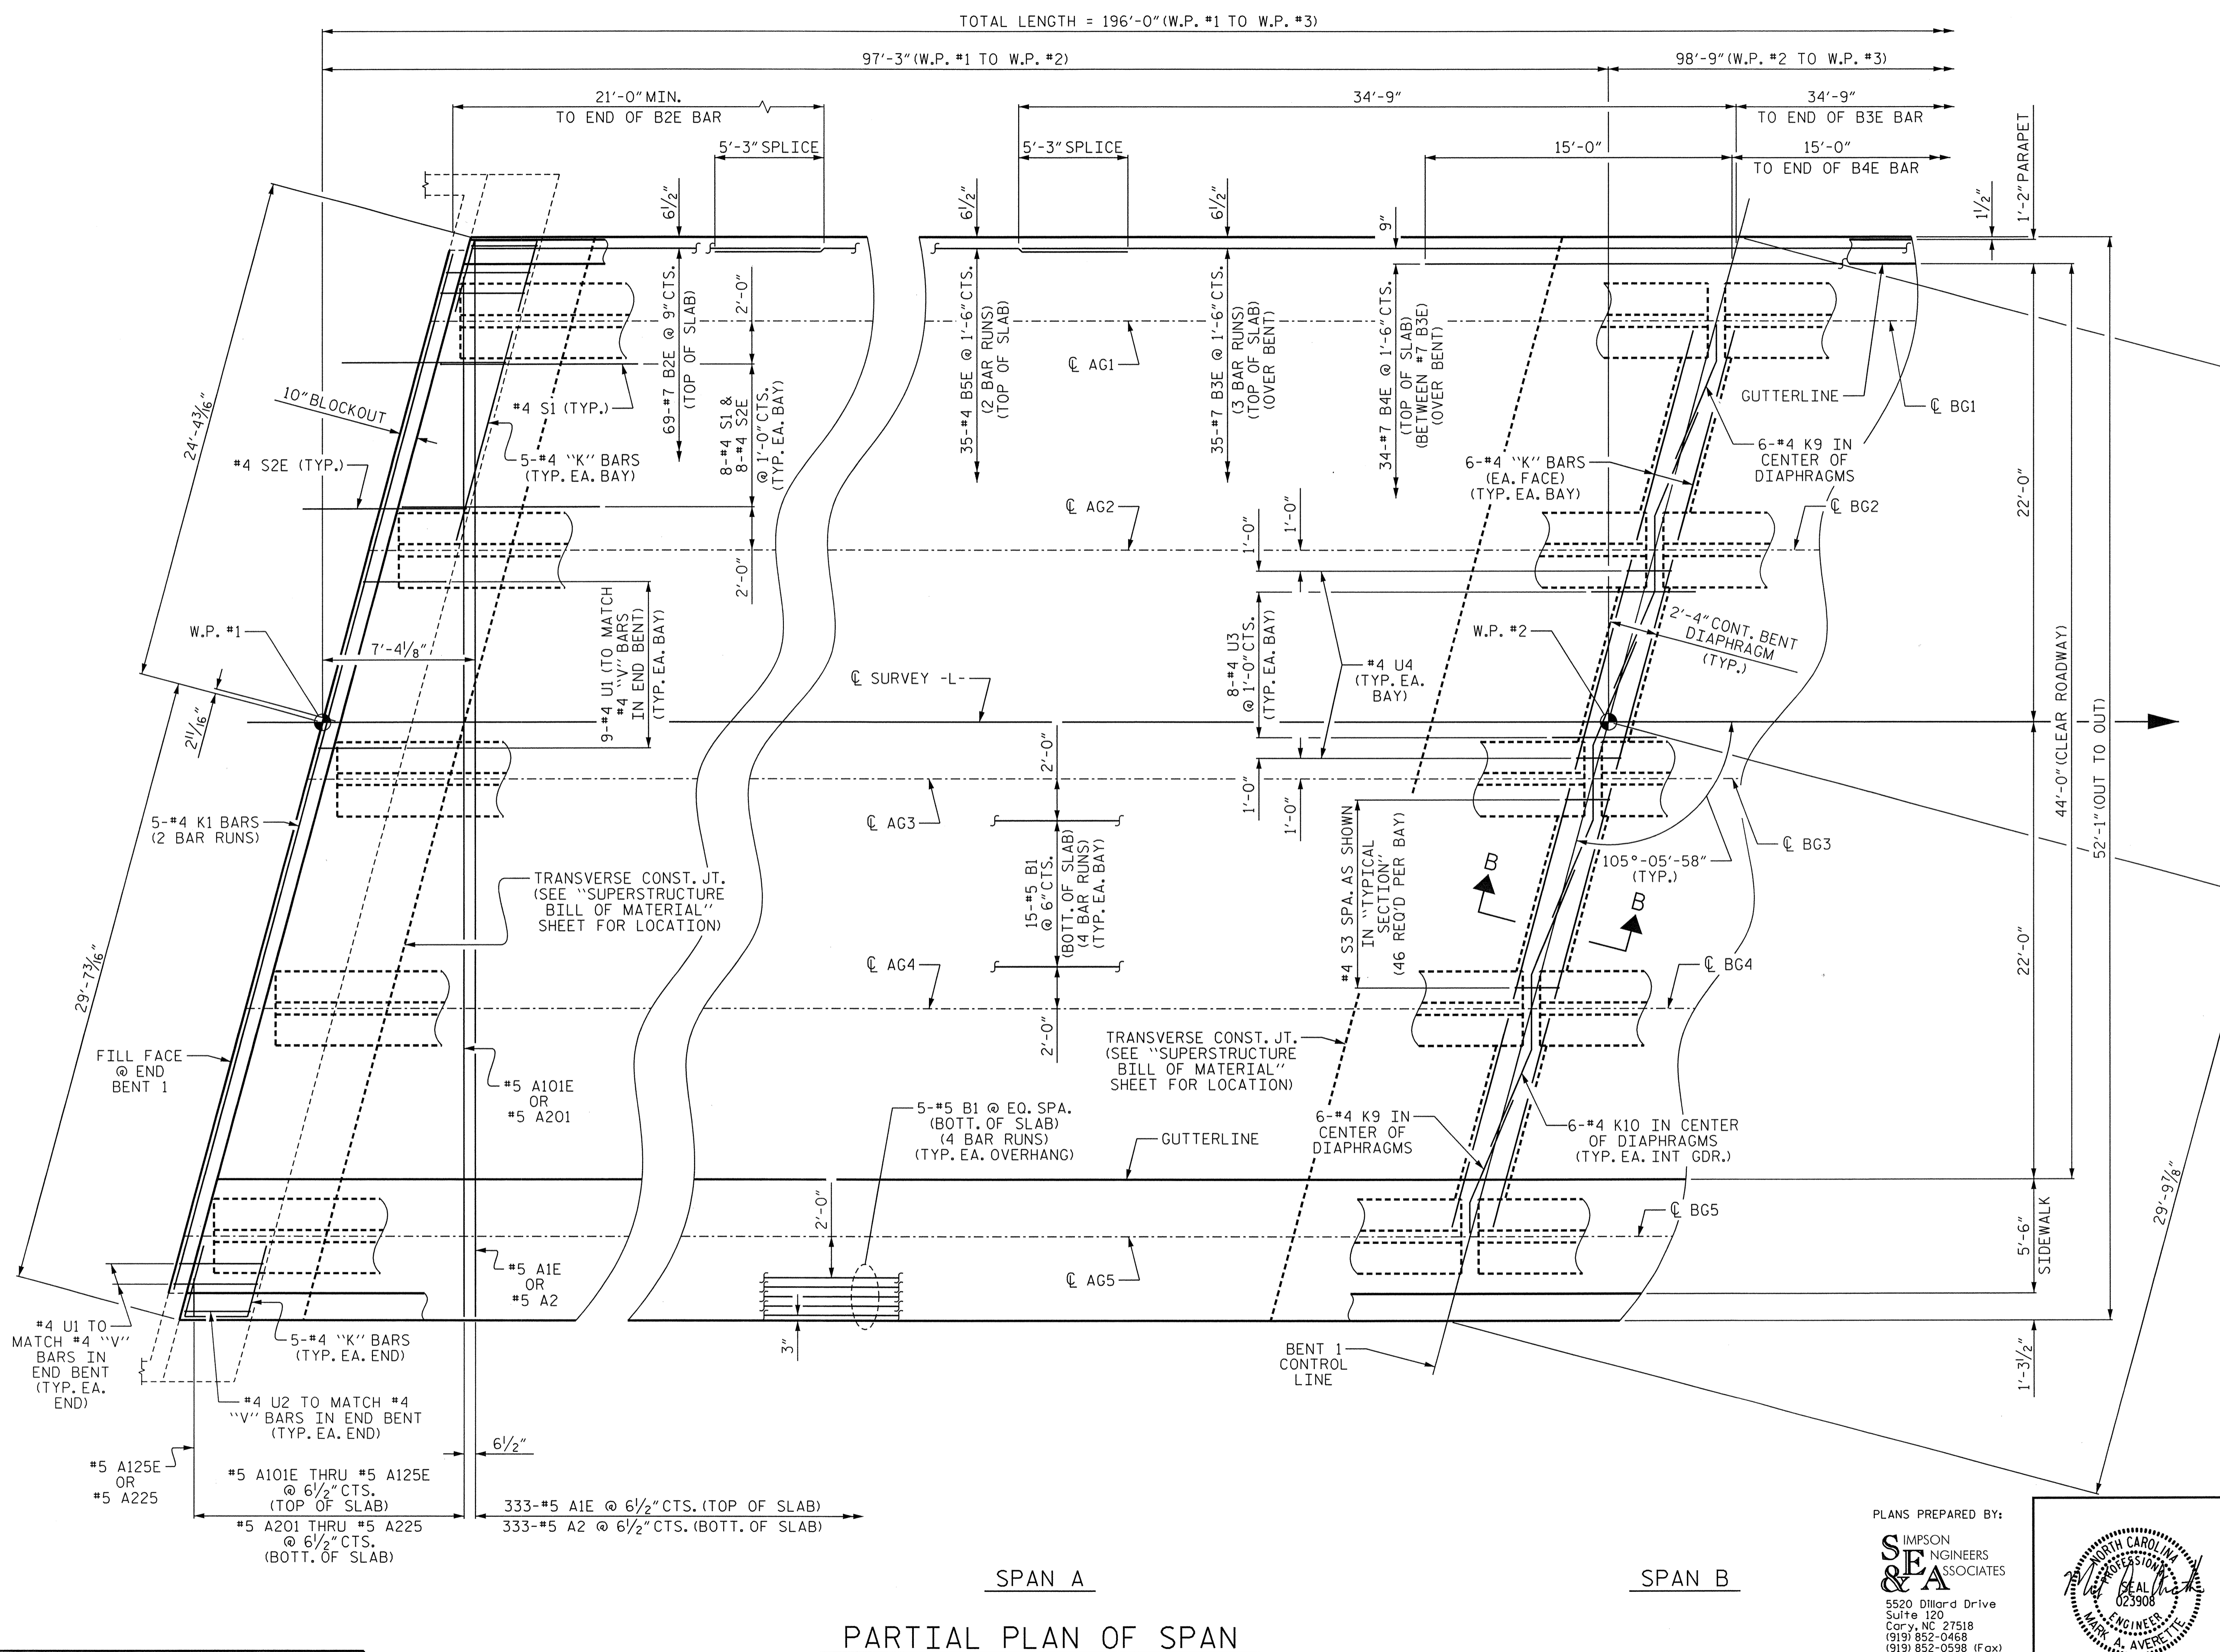 TOTAL LENGTH = 196'-0" (W.P. #1 TO W.P. #3)
97'-3" (W.P. #1 TO W.P. #2)
98'-9" (W.P. #2 TO W.P. #3)
21'-0" MIN.
TO END OF B2E BAR
34'-9"
34'-9"
TO END OF B3E BAR
5'-3" SPLICE
5'-3" SPLICE
15'-0"
15'-0"
TO END OF B4E BAR
1'-2" PARAPET
1½"
6½"
6½"
6½"
9"
24'-4 3/16"
10" BLOCKOUT
#4 S2E (TYP.)
#4 S1 (TYP.)
5-#4 "K" BARS
(TYP. EA. BAY)
69-#7 B2E @ 9" CTS.
(TOP OF SLAB)
2'-0"
8-#4 S1 &
8-#4 S2E
@ 1'-0" CTS.
(TYP. EA. BAY)
2'-0"
35-#4 B5E @ 1'-6" CTS.
(2 BAR RUNS)
(TOP OF SLAB)
35-#7 B3E @ 1'-6" CTS.
(3 BAR RUNS)
(TOP OF SLAB)
(OVER BENT)
34-#7 B4E @ 1'-6" CTS.
(TOP OF SLAB)
(BETWEEN #7 B3E)
(OVER BENT)
℄ AG1
℄ AG2
GUTTERLINE
℄ BG1
6-#4 K9 IN
CENTER OF
DIAPHRAGMS
6-#4 "K" BARS
(EA. FACE)
(TYP. EA. BAY)
℄ BG2
22'-0"
1'-0"
1'-0"
W.P. #1
7'-4⅛"
9-#4 U1 (TO MATCH
#4 "V" BARS
IN END BENT)
(TYP. EA. BAY)
2 11/16"
℄ SURVEY -L-
8-#4 U3
@ 1'-0" CTS.
(TYP. EA. BAY)
#4 U4
(TYP. EA.
BAY)
W.P. #2
2'-4" CONT. BENT
DIAPHRAGM
(TYP.)
44'-0" (CLEAR ROADWAY)
52'-1" (OUT TO OUT)
1'-0"
1'-0"
5-#4 K1 BARS
(2 BAR RUNS)
2'-0"
℄ AG3
15-#5 B1
@ 6" CTS.
(BOTT. OF SLAB)
(4 BAR RUNS)
(TYP. EA. BAY)
#4 S3 SPA. AS SHOWN
IN "TYPICAL
SECTION"
(46 REQ'D PER BAY)
℄ BG3
105°-05'-58"
(TYP.)
B
B
TRANSVERSE CONST. JT.
(SEE "SUPERSTRUCTURE
BILL OF MATERIAL"
SHEET FOR LOCATION)
29'-7 3/16"
℄ AG4
2'-0"
℄ BG4
22'-0"
FILL FACE
@ END
BENT 1
#5 A101E
OR
#5 A201
TRANSVERSE CONST. JT.
(SEE "SUPERSTRUCTURE
BILL OF MATERIAL"
SHEET FOR LOCATION)
5-#5 B1 @ EQ. SPA.
(BOTT. OF SLAB)
(4 BAR RUNS)
(TYP. EA. OVERHANG)
GUTTERLINE
6-#4 K9 IN
CENTER OF
DIAPHRAGMS
6-#4 K10 IN CENTER
OF DIAPHRAGMS
(TYP. EA. INT GDR.)
2'-0"
℄ BG5
5'-6"
SIDEWALK
29'-9⅞"
#5 A1E
OR
#5 A2
℄ AG5
#4 U1 TO
MATCH #4 "V"
BARS IN
END BENT
(TYP. EA.
END)
5-#4 "K" BARS
(TYP. EA. END)
3"
BENT 1
CONTROL
LINE
1'-3½"
#4 U2 TO MATCH #4
"V" BARS IN END BENT
(TYP. EA. END)
6½"
#5 A125E
OR
#5 A225
#5 A101E THRU #5 A125E
@ 6½" CTS.
(TOP OF SLAB)
#5 A201 THRU #5 A225
@ 6½" CTS.
(BOTT. OF SLAB)
333-#5 A1E @ 6½" CTS. (TOP OF SLAB)
333-#5 A2 @ 6½" CTS. (BOTT. OF SLAB)
SPAN A
SPAN B
PARTIAL PLAN OF SPAN
PLANS PREPARED BY:
SIMPSON
ENGINEERS
& ASSOCIATES
5520 Dillard Drive
Suite 120
Cary, NC 27518
(919) 852-0468
(919) 852-0598 (Fax)
NORTH CAROLINA
PROFESSIONAL
SEAL
023908
ENGINEER
MARK A. AVERETTE